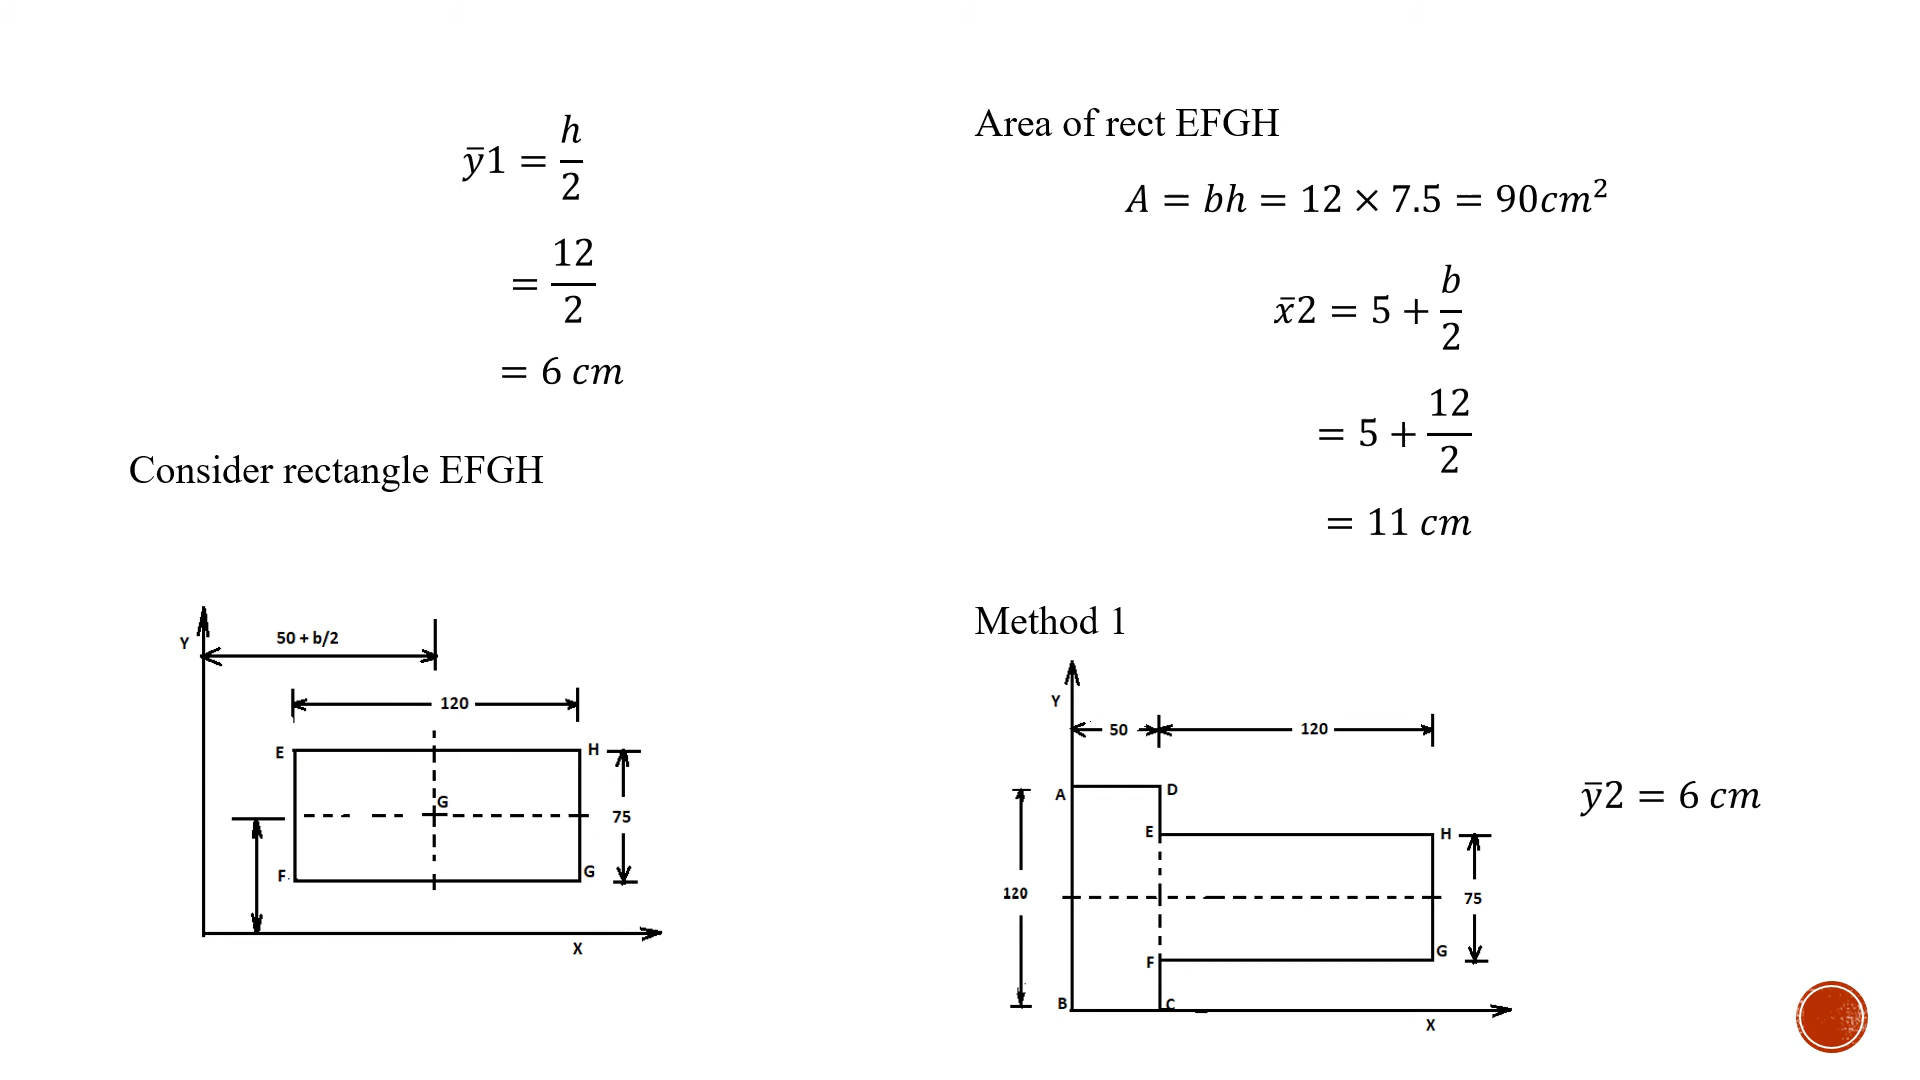 ȳ1 = h/2
= 12/2
= 6 cm
Consider rectangle EFGH
Y
50 + b/2
120
E
H
G
75
F
G
X
Area of rect EFGH
A = bh = 12 × 7.5 = 90cm²
x̄2 = 5 + b/2
= 5 + 12/2
= 11 cm
Method 1
Y
50
120
A
D
E
H
120
75
F
G
B
C
X
ȳ2 = 6 cm